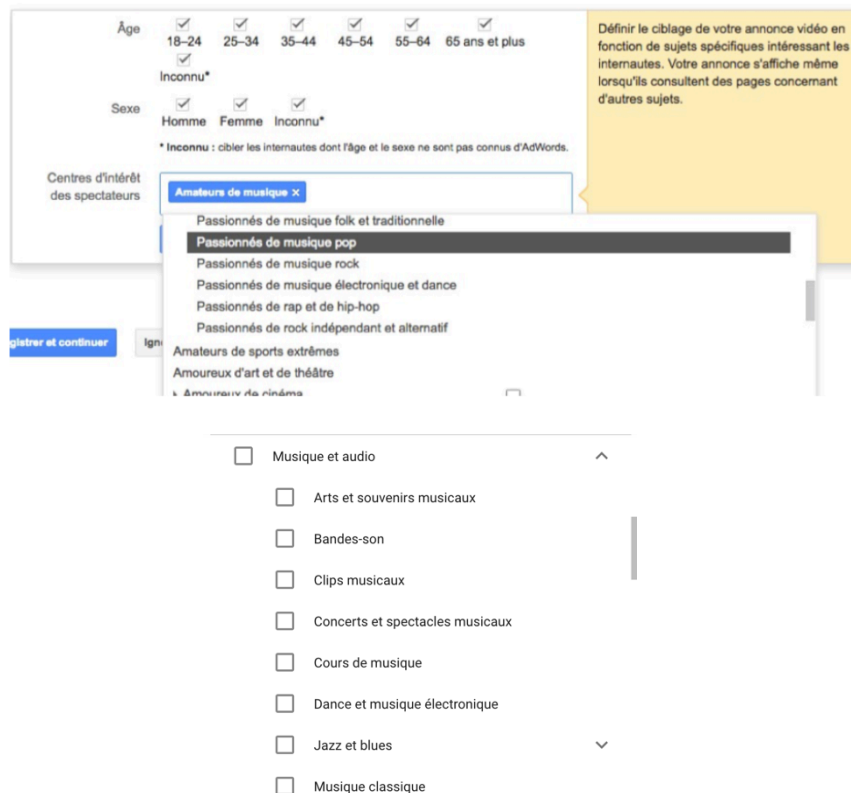 Âge
18–24 25–34 35–44 45–54 55–64 65 ans et plus
Inconnu*
Sexe
Homme Femme Inconnu*
* Inconnu : cibler les internautes dont l'âge et le sexe ne sont pas connus d'AdWords.
Centres d'intérêt
des spectateurs
Amateurs de musique ×
Définir le ciblage de votre annonce vidéo en
fonction de sujets spécifiques intéressant les
internautes. Votre annonce s'affiche même
lorsqu'ils consultent des pages concernant
d'autres sujets.
Passionnés de musique folk et traditionnelle
Passionnés de musique pop
Passionnés de musique rock
Passionnés de musique électronique et dance
Passionnés de rap et de hip-hop
Passionnés de rock indépendant et alternatif
Amateurs de sports extrêmes
Amoureux d'art et de théâtre
Amoureux de cinéma
gistrer et continuer
Ign
Musique et audio
Arts et souvenirs musicaux
Bandes-son
Clips musicaux
Concerts et spectacles musicaux
Cours de musique
Dance et musique électronique
Jazz et blues
Musique classique